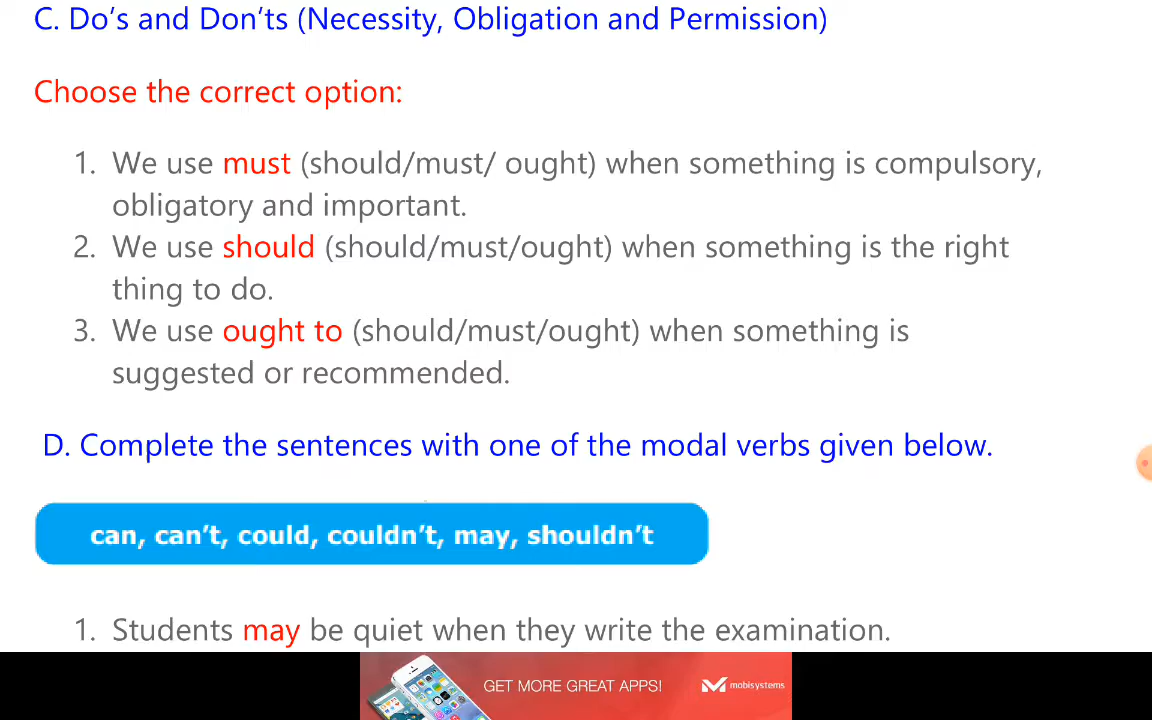 C. Do’s and Don’ts (Necessity, Obligation and Permission)
Choose the correct option:
1. We use must (should/must/ ought) when something is compulsory,
obligatory and important.
2. We use should (should/must/ought) when something is the right
thing to do.
3. We use ought to (should/must/ought) when something is
suggested or recommended.
D. Complete the sentences with one of the modal verbs given below.
can, can’t, could, couldn’t, may, shouldn’t
1. Students may be quiet when they write the examination.
GET MORE GREAT APPS!
mobisystems